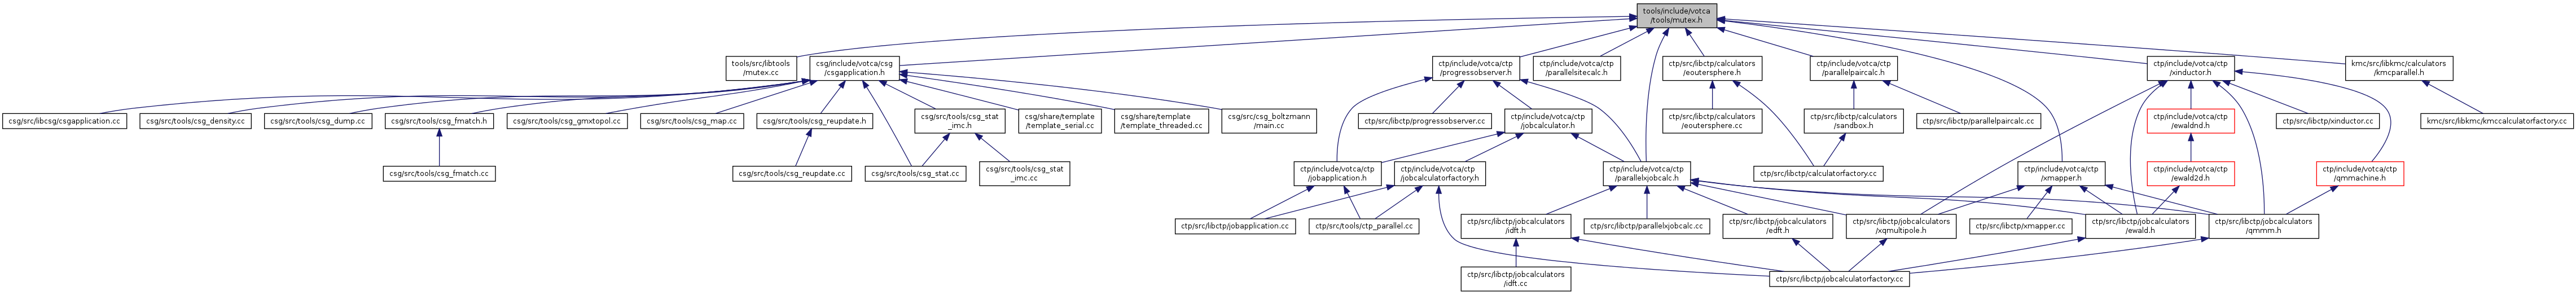 tools/include/votca
/tools/mutex.h
tools/src/libtools
/mutex.cc
csg/include/votca/csg
/csgapplication.h
ctp/include/votca/ctp
/progressobserver.h
ctp/include/votca/ctp
/parallelsitecalc.h
ctp/src/libctp/calculators
/eoutersphere.h
ctp/include/votca/ctp
/parallelpaircalc.h
ctp/include/votca/ctp
/xinductor.h
kmc/src/libkmc/calculators
/kmcparallel.h
csg/src/libcsg/csgapplication.cc
csg/src/tools/csg_density.cc
csg/src/tools/csg_dump.cc
csg/src/tools/csg_fmatch.h
csg/src/tools/csg_gmxtopol.cc
csg/src/tools/csg_map.cc
csg/src/tools/csg_reupdate.h
csg/src/tools/csg_stat
_imc.h
csg/share/template
/template_serial.cc
csg/share/template
/template_threaded.cc
csg/src/csg_boltzmann
/main.cc
ctp/src/libctp/progressobserver.cc
ctp/include/votca/ctp
/jobcalculator.h
ctp/src/libctp/calculators
/eoutersphere.cc
ctp/src/libctp/calculators
/sandbox.h
ctp/src/libctp/parallelpaircalc.cc
ctp/include/votca/ctp
/ewaldnd.h
ctp/src/libctp/xinductor.cc
kmc/src/libkmc/kmccalculatorfactory.cc
csg/src/tools/csg_fmatch.cc
csg/src/tools/csg_reupdate.cc
csg/src/tools/csg_stat.cc
csg/src/tools/csg_stat
_imc.cc
ctp/include/votca/ctp
/jobapplication.h
ctp/include/votca/ctp
/jobcalculatorfactory.h
ctp/include/votca/ctp
/parallelxjobcalc.h
ctp/src/libctp/calculatorfactory.cc
ctp/include/votca/ctp
/xmapper.h
ctp/include/votca/ctp
/ewald2d.h
ctp/include/votca/ctp
/qmmachine.h
ctp/src/libctp/jobapplication.cc
ctp/src/tools/ctp_parallel.cc
ctp/src/libctp/jobcalculators
/idft.h
ctp/src/libctp/parallelxjobcalc.cc
ctp/src/libctp/jobcalculators
/edft.h
ctp/src/libctp/jobcalculators
/xqmultipole.h
ctp/src/libctp/xmapper.cc
ctp/src/libctp/jobcalculators
/ewald.h
ctp/src/libctp/jobcalculators
/qmmm.h
ctp/src/libctp/jobcalculators
/idft.cc
ctp/src/libctp/jobcalculatorfactory.cc